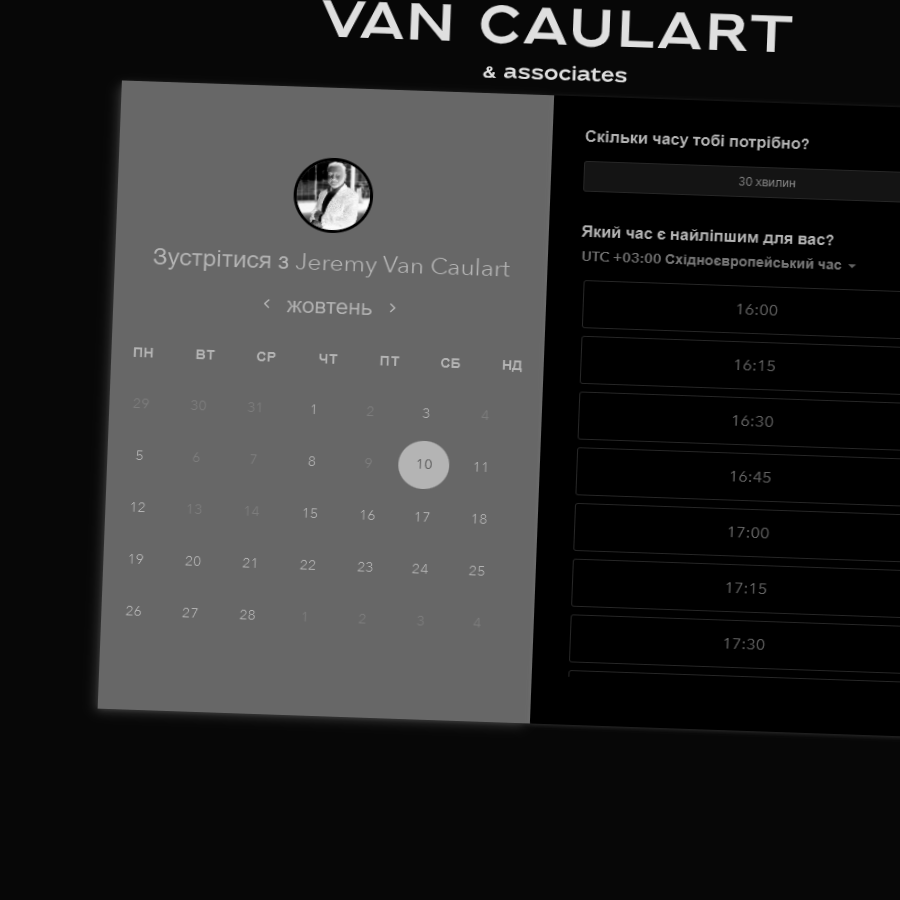 VAN CAULART
& associates
Зустрітися з Jeremy Van Caulart
жовтень
ПН ВТ СР ЧТ ПТ СБ НД
29 30 31 1 2 3 4
5 6 7 8 9 10 11
12 13 14 15 16 17 18
19 20 21 22 23 24 25
26 27 28 1 2 3 4
Скільки часу тобі потрібно?
30 хвилин
Який час є найліпшим для вас?
UTC +03:00 Східноєвропейський час
16:00
16:15
16:30
16:45
17:00
17:15
17:30